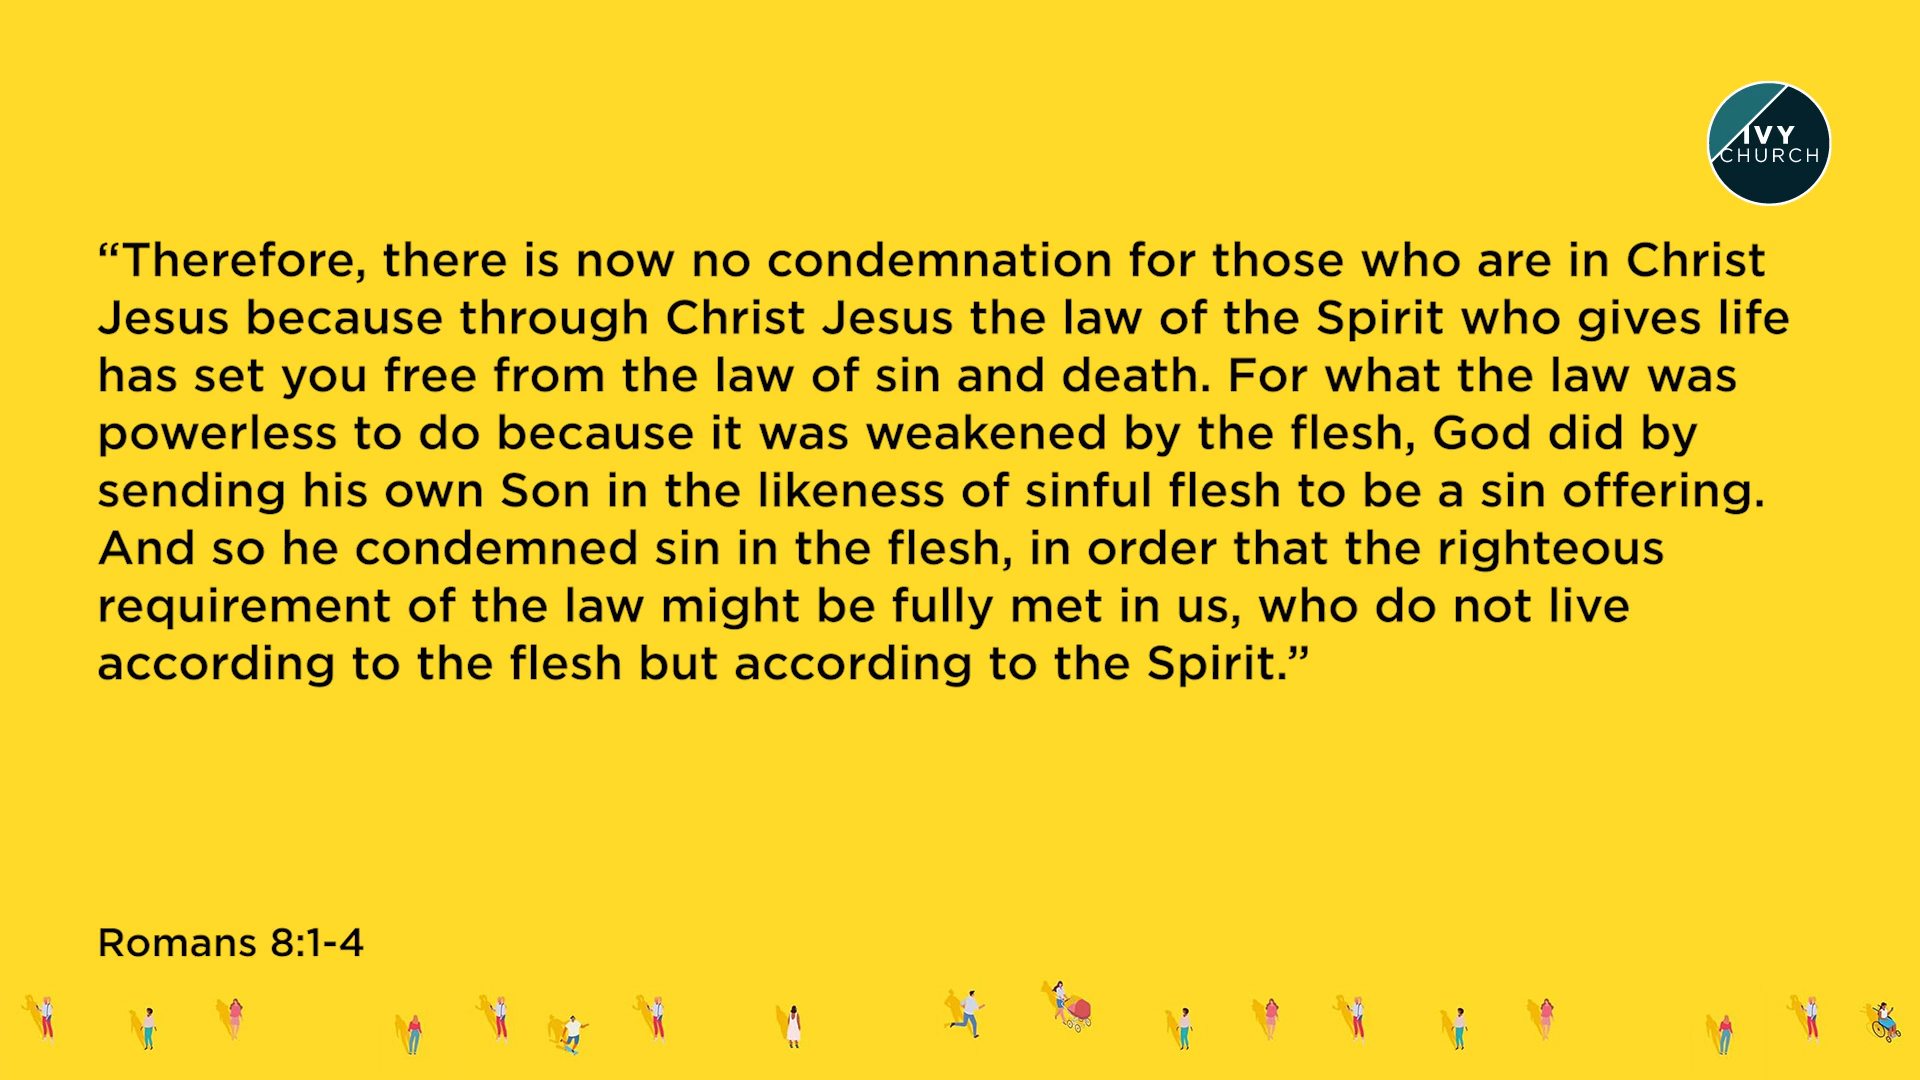 IVY
CHURCH
“Therefore, there is now no condemnation for those who are in Christ
Jesus because through Christ Jesus the law of the Spirit who gives life
has set you free from the law of sin and death. For what the law was
powerless to do because it was weakened by the flesh, God did by
sending his own Son in the likeness of sinful flesh to be a sin offering.
And so he condemned sin in the flesh, in order that the righteous
requirement of the law might be fully met in us, who do not live
according to the flesh but according to the Spirit.”
Romans 8:1-4